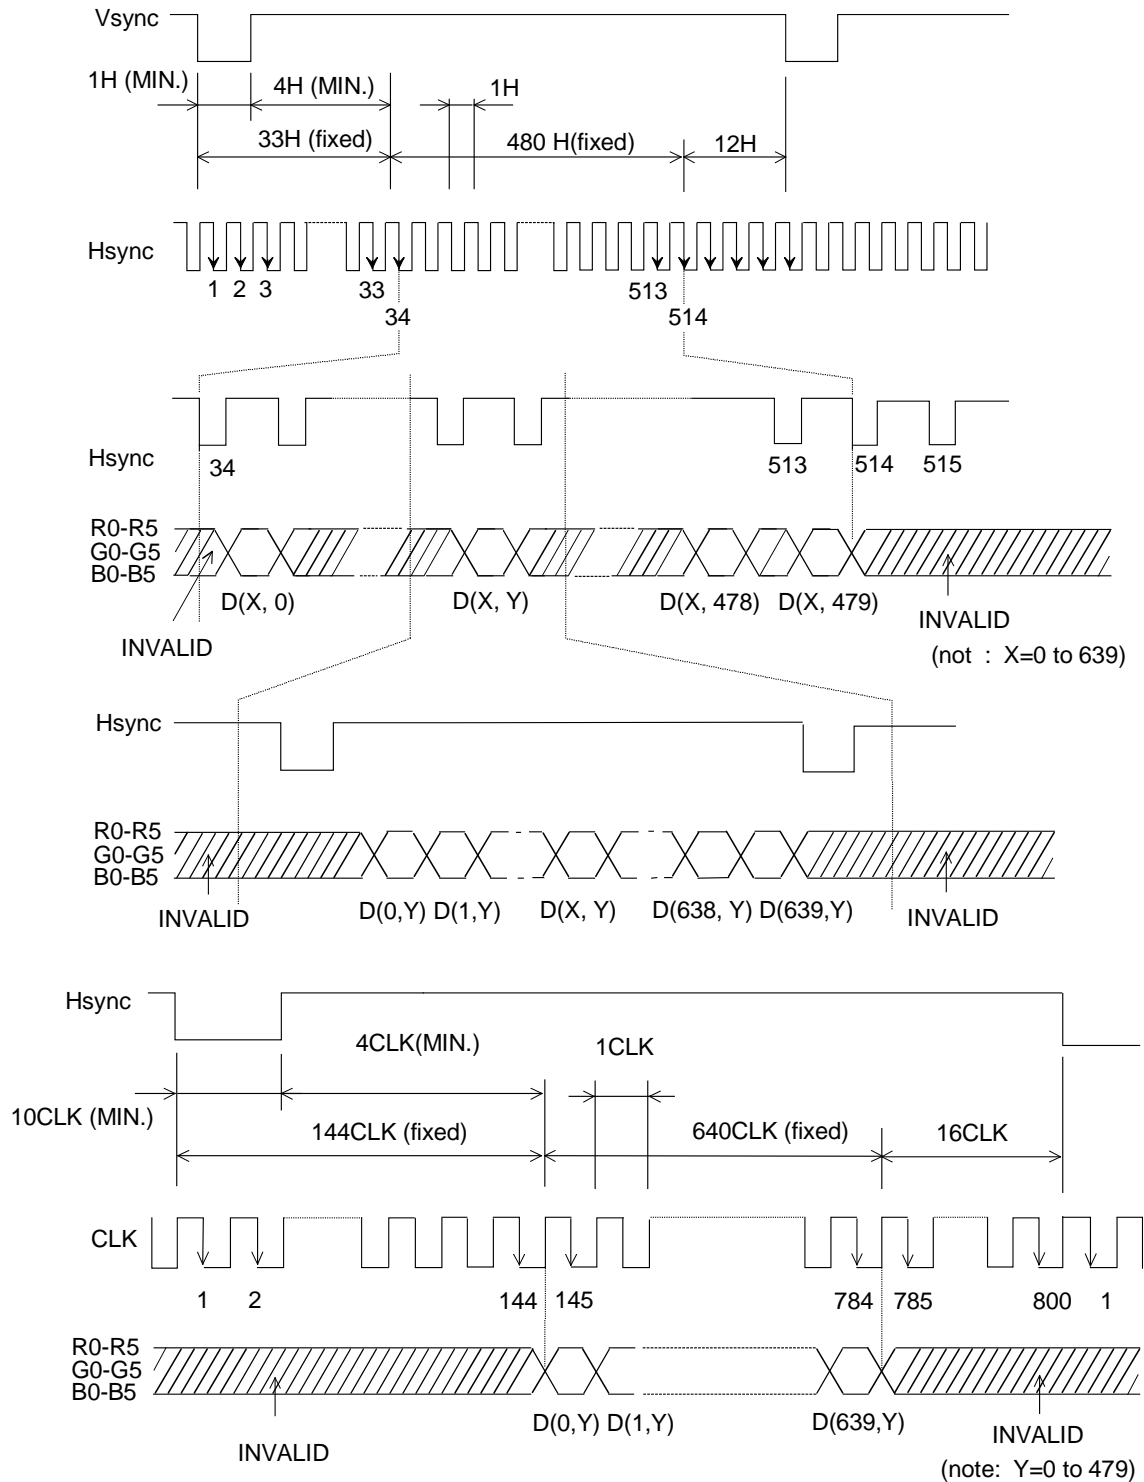 Vsync
1H (MIN.) 4H (MIN.) 1H
33H (fixed) 480 H(fixed) 12H
Hsync
1 2 3 33 513
34 514
Hsync
34 513 514 515
R0-R5
G0-G5
B0-B5
D(X, 0) D(X, Y) D(X, 478) D(X, 479)
INVALID INVALID
(not : X=0 to 639)
Hsync
R0-R5
G0-G5
B0-B5
INVALID D(0,Y) D(1,Y) D(X, Y) D(638, Y) D(639,Y) INVALID
Hsync
4CLK(MIN.) 1CLK
10CLK (MIN.)
144CLK (fixed) 640CLK (fixed) 16CLK
CLK
1 2 144 145 784 785 800 1
R0-R5
G0-G5
B0-B5
D(0,Y) D(1,Y) D(639,Y)
INVALID INVALID
(note: Y=0 to 479)